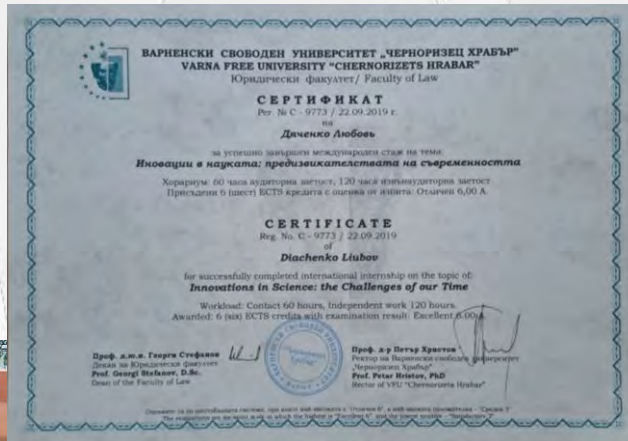 ВАРНЕНСКИ СВОБОДЕН УНИВЕРСИТЕТ „ЧЕРНОРИЗЕЦ ХРАБЪР”
VARNA FREE UNIVERSITY “CHERNORIZETS HRABAR”
Юридически факултет/ Faculty of Law
СЕРТИФИКАТ
Рег. № С - 9773 / 22.09.2019 г.
на
Дяченко Любовь
за успешно завършен международен стаж на тема:
Иновации в науката: предизвикателствата на съвременността
Хорариум: 60 часа аудиторна заетост, 120 часа извънаудиторна заетост
Присъдени 6 (шест) ECTS кредита с оценка от изпита: Отличен 6,00 А.
CERTIFICATE
Reg. No. C - 9773 / 22.09.2019
of
Diachenko Liubov
for successfully completed international internship on the topic of:
Innovations in Science: the Challenges of our Time
Workload: Contact 60 hours, Independent work 120 hours.
Awarded: 6 (six) ECTS credits with examination result: Excellent 6.00
Проф. д.ю.н. Георги Стефанов
Декан на Юридически факултет
Prof. Georgi Stefanov, D.Sc.
Dean of the Faculty of Law
Проф. д-р Петър Христов
Ректор на Варненски свободен университет
„Черноризец Храбър”
Prof. Petar Hristov, PhD
Rector of VFU “Chernorizets Hrabar”